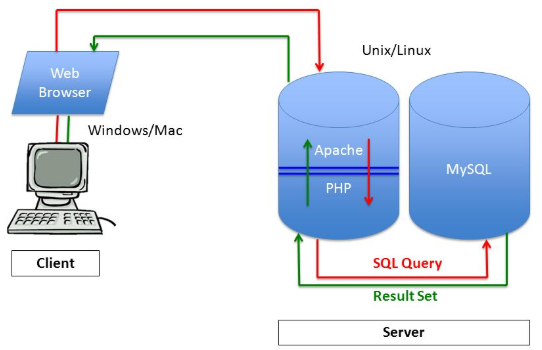 Unix/Linux
Web
Browser
Windows/Mac
Apache
PHP
MySQL
Client
SQL Query
Result Set
Server